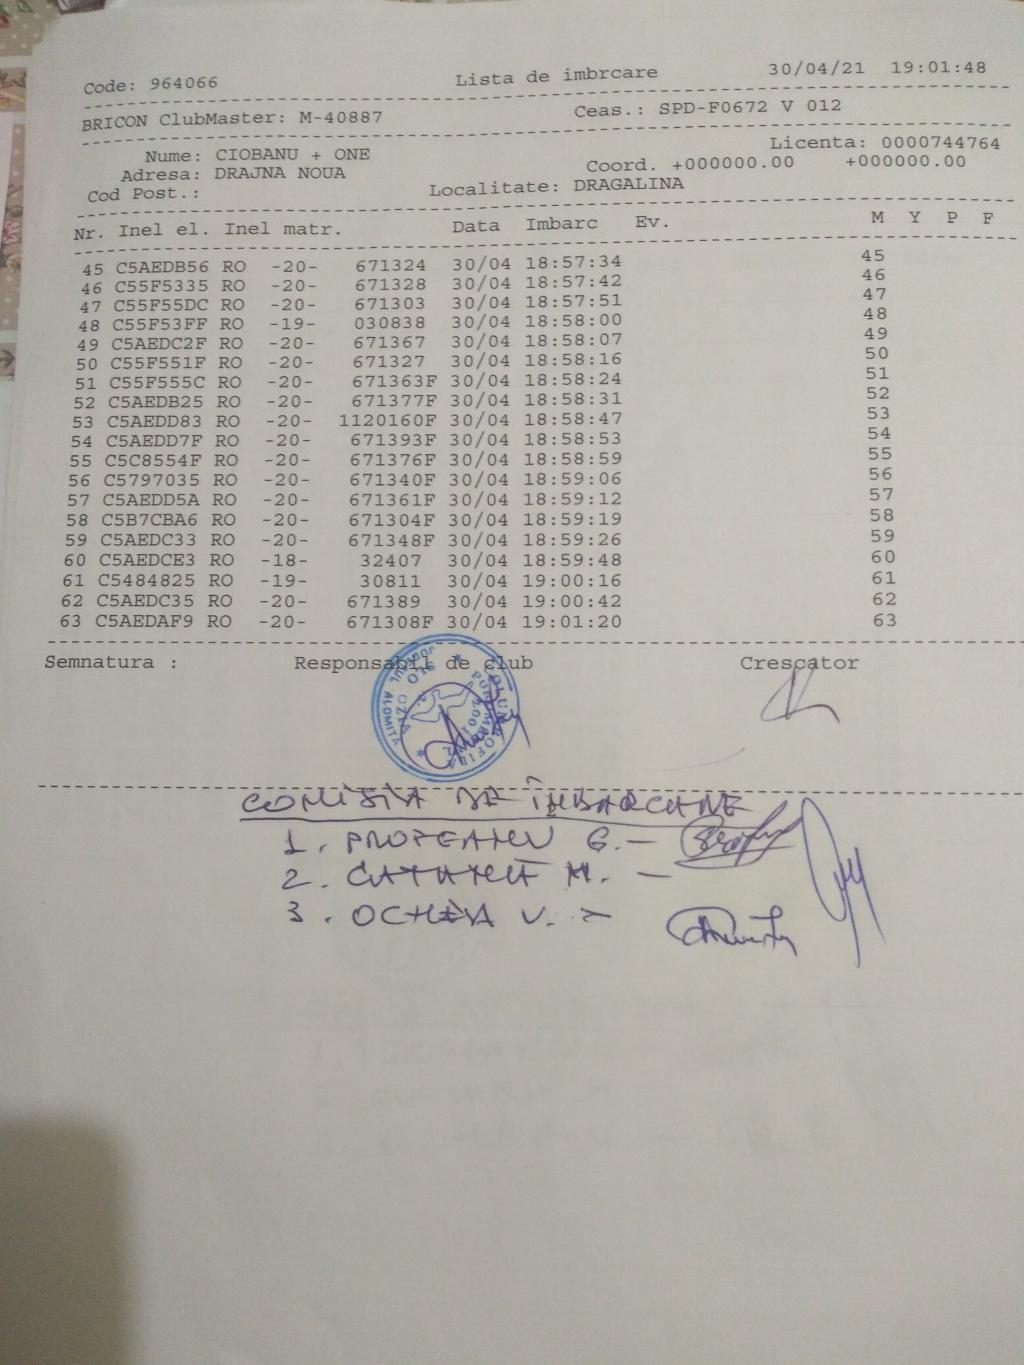 Code: 964066 Lista de imbrcare 30/04/21 19:01:48
BRICON ClubMaster: M-40887 Ceas.: SPD-F0672 V 012
Licenta: 0000744764
Nume: CIOBANU + ONE Coord. +000000.00 +000000.00
Adresa: DRAJNA NOUA
Cod Post.: Localitate: DRAGALINA
Nr. Inel el. Inel matr. Data Imbarc Ev. M Y P F
45 C5AEDB56 RO -20- 671324 30/04 18:57:34 45
46 C55F5335 RO -20- 671328 30/04 18:57:42 46
47 C55F55DC RO -20- 671303 30/04 18:57:51 47
48 C55F53FF RO -19- 030838 30/04 18:58:00 48
49 C5AEDC2F RO -20- 671367 30/04 18:58:07 49
50 C55F551F RO -20- 671327 30/04 18:58:16 50
51 C55F555C RO -20- 671363F 30/04 18:58:24 51
52 C5AEDB25 RO -20- 671377F 30/04 18:58:31 52
53 C5AEDD83 RO -20- 1120160F 30/04 18:58:47 53
54 C5AEDD7F RO -20- 671393F 30/04 18:58:53 54
55 C5C8554F RO -20- 671376F 30/04 18:58:59 55
56 C5797035 RO -20- 671340F 30/04 18:59:06 56
57 C5AEDD5A RO -20- 671361F 30/04 18:59:12 57
58 C5B7CBA6 RO -20- 671304F 30/04 18:59:19 58
59 C5AEDC33 RO -20- 671348F 30/04 18:59:26 59
60 C5AEDCE3 RO -18- 32407 30/04 18:59:48 60
61 C5484825 RO -19- 30811 30/04 19:00:16 61
62 C5AEDC35 RO -20- 671389 30/04 19:00:42 62
63 C5AEDAF9 RO -20- 671308F 30/04 19:01:20 63
Semnatura : Responsabil de club Crescator
JUDEȚUL IALOMIȚA
COMISIA DE ÎMBARCARE
1. PROFEANU G. -
2. M. -
3. OCHEA V. -